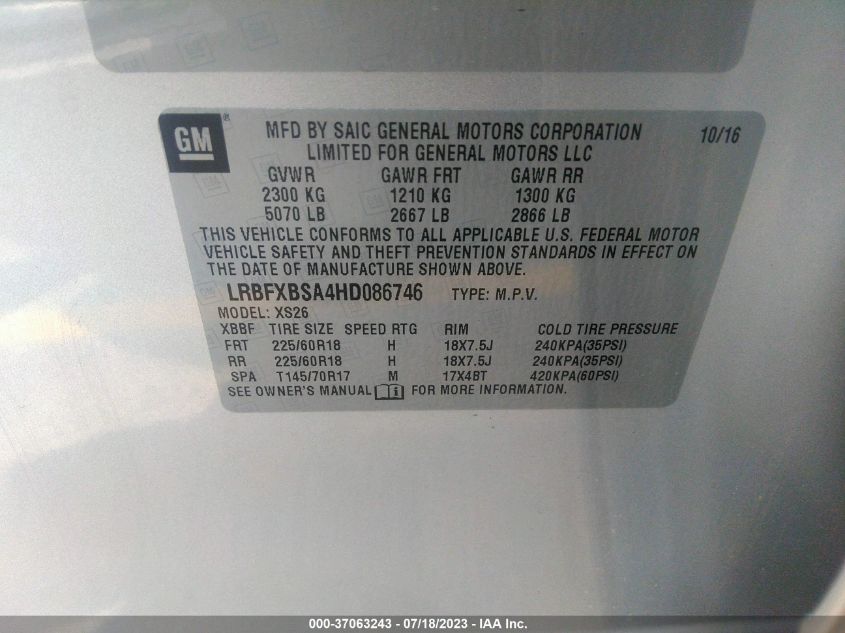 GM ®
MFD BY SAIC GENERAL MOTORS CORPORATION 10/16
LIMITED FOR GENERAL MOTORS LLC
GVWR GAWR FRT GAWR RR
2300 KG 1210 KG 1300 KG
5070 LB 2667 LB 2866 LB
THIS VEHICLE CONFORMS TO ALL APPLICABLE U.S. FEDERAL MOTOR
VEHICLE SAFETY AND THEFT PREVENTION STANDARDS IN EFFECT ON
THE DATE OF MANUFACTURE SHOWN ABOVE.
LRBFXBSA4HD086746 TYPE: M.P.V.
MODEL: XS26
XBBF TIRE SIZE SPEED RTG RIM COLD TIRE PRESSURE
FRT 225/60R18 H 18X7.5J 240KPA(35PSI)
RR 225/60R18 H 18X7.5J 240KPA(35PSI)
SPA T145/70R17 M 17X4BT 420KPA(60PSI)
SEE OWNER'S MANUAL i FOR MORE INFORMATION.
000-37063243 - 07/18/2023 - IAA Inc.